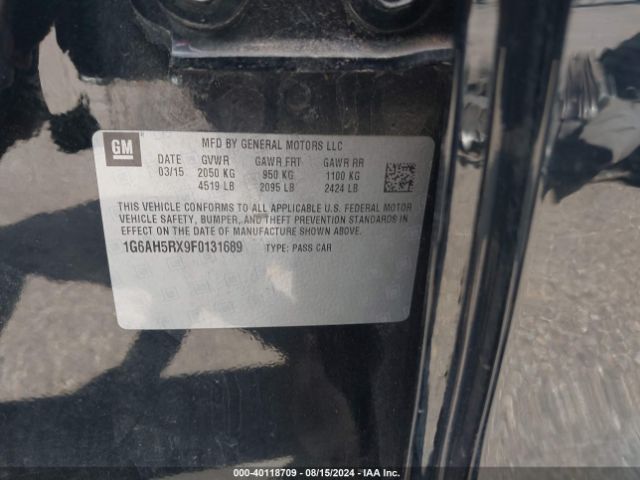 GM
MFD BY GENERAL MOTORS LLC
DATE GVWR GAWR FRT GAWR RR
03/15 2050 KG 950 KG 1100 KG
4519 LB 2095 LB 2424 LB
THIS VEHICLE CONFORMS TO ALL APPLICABLE U.S. FEDERAL MOTOR
VEHICLE SAFETY, BUMPER, AND THEFT PREVENTION STANDARDS IN
EFFECT ON THE DATE OF MANUFACTURE SHOWN ABOVE.
1G6AH5RX9F0131689 TYPE: PASS CAR
000-40118709 - 08/15/2024 - IAA Inc.